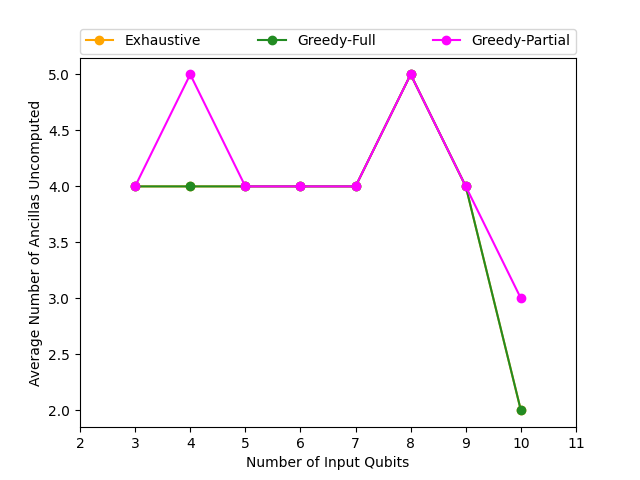 Exhaustive Greedy-Full Greedy-Partial
5.0
4.5
4.0
3.5
3.0
2.5
2.0
Average Number of Ancillas Uncomputed
2 3 4 5 6 7 8 9 10 11
Number of Input Qubits